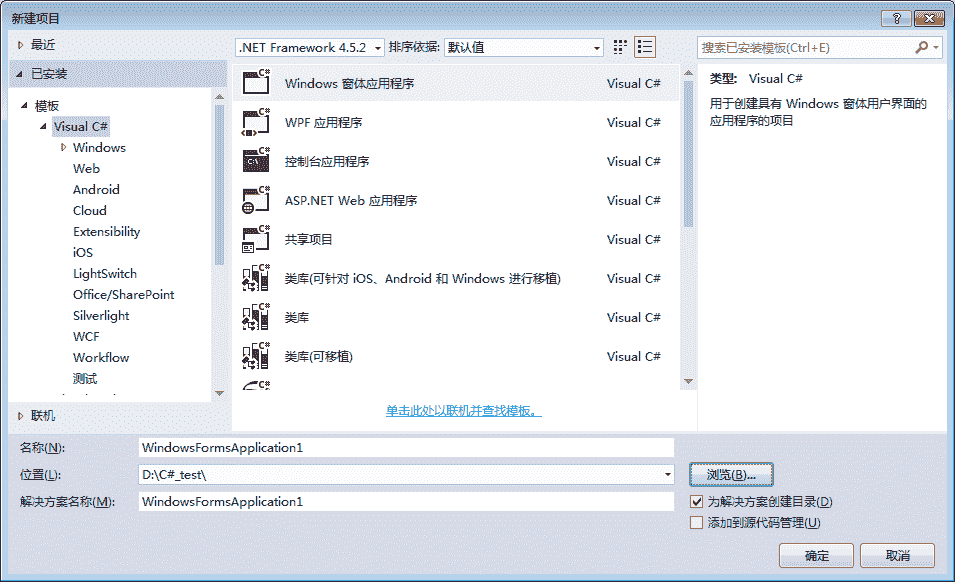 新建项目
最近
.NET Framework 4.5.2
排序依据:
默认值
搜索已安装模板(Ctrl+E)
已安装
模板
Visual C#
Windows
Web
Android
Cloud
Extensibility
iOS
LightSwitch
Office/SharePoint
Silverlight
WCF
Workflow
测试
联机
Windows 窗体应用程序 Visual C#
WPF 应用程序 Visual C#
控制台应用程序 Visual C#
ASP.NET Web 应用程序 Visual C#
共享项目 Visual C#
类库(可针对 iOS、Android 和 Windows 进行移植) Visual C#
类库 Visual C#
类库(可移植) Visual C#
单击此处以联机并查找模板。
类型: Visual C#
用于创建具有 Windows 窗体用户界面的
应用程序的项目
名称(N): WindowsFormsApplication1
位置(L): D:\C#_test\
浏览(B)...
解决方案名称(M): WindowsFormsApplication1
为解决方案创建目录(D)
添加到源代码管理(U)
确定
取消